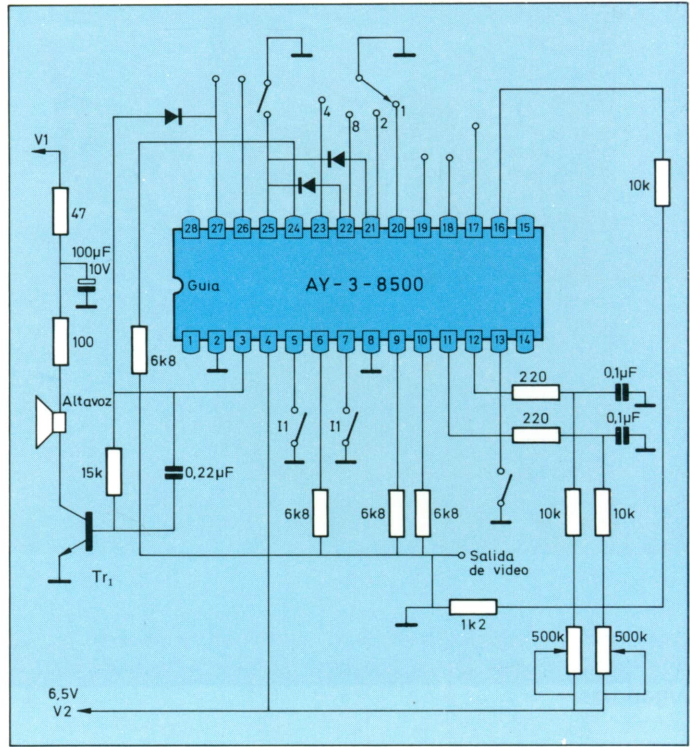 V1
47
100µF
10V
100
Altavoz
15k
Tr₁
6k8
0,22µF
4
8
2
1
10k
28 27 26 25 24 23 22 21 20 19 18 17 16 15
Guía AY-3-8500
1 2 3 4 5 6 7 8 9 10 11 12 13 14
I1
I1
220
0,1µF
220
0,1µF
6k8
6k8
6k8
10k
10k
Salida
de video
1k2
500k
500k
6,5V
V2